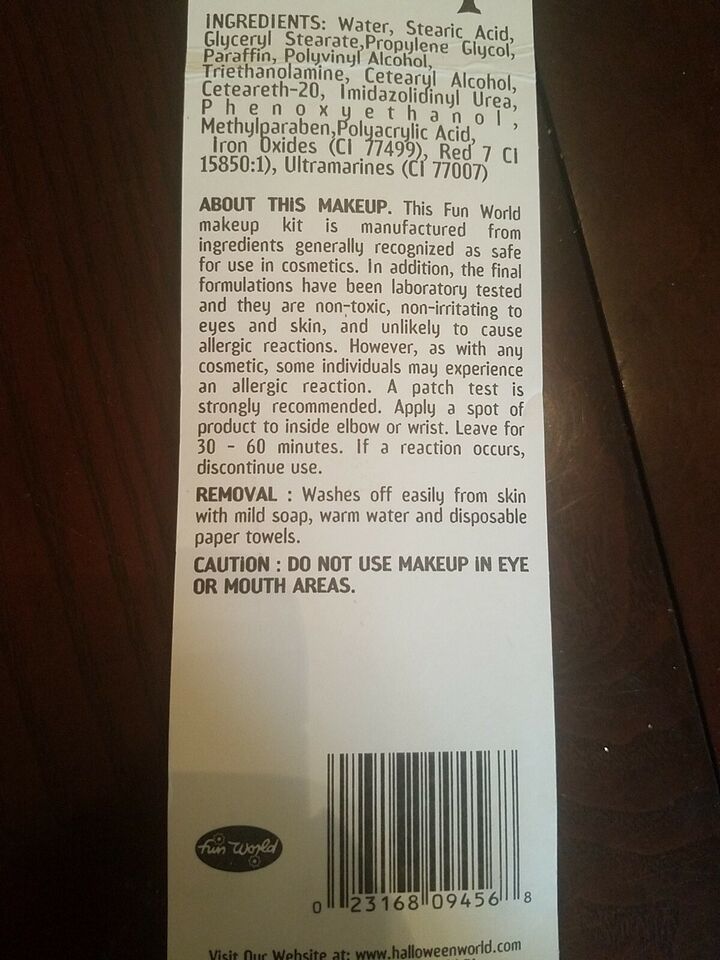 INGREDIENTS: Water, Stearic Acid,
Glyceryl Stearate,Propylene Glycol,
Paraffin, Polyvinyl Alcohol,
Triethanolamine, Cetearyl Alcohol,
Ceteareth-20, Imidazolidinyl Urea,
Phenoxyethanol,
Methylparaben,Polyacrylic Acid,
Iron Oxides (CI 77499), Red 7 CI
15850:1), Ultramarines (CI 77007)
ABOUT THIS MAKEUP. This Fun World
makeup kit is manufactured from
ingredients generally recognized as safe
for use in cosmetics. In addition, the final
formulations have been laboratory tested
and they are non-toxic, non-irritating to
eyes and skin, and unlikely to cause
allergic reactions. However, as with any
cosmetic, some individuals may experience
an allergic reaction. A patch test is
strongly recommended. Apply a spot of
product to inside elbow or wrist. Leave for
30 - 60 minutes. If a reaction occurs,
discontinue use.
REMOVAL : Washes off easily from skin
with mild soap, warm water and disposable
paper towels.
CAUTION : DO NOT USE MAKEUP IN EYE
OR MOUTH AREAS.
Fun World
0 23168 09456 8
Visit Our Website at: www.halloweenworld.com